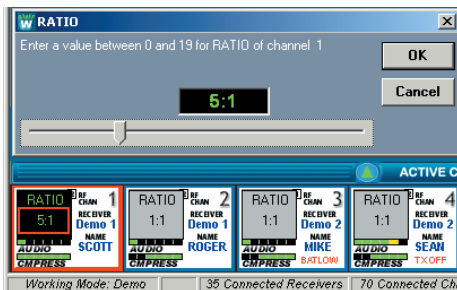 W RATIO
Enter a value between 0 and 19 for RATIO of channel 1
OK
5:1
Cancel
ACTIVE C
RATIO RF CHAN 1
5:1 RECEIVER Demo 1
NAME SCOTT
AUDIO
CMPRESS
RATIO RF CHAN 2
1:1 RECEIVER Demo 1
NAME ROGER
AUDIO
CMPRESS
RATIO RF CHAN 3
1:1 RECEIVER Demo 2
NAME MIKE
AUDIO BATLOW
CMPRESS
RATIO RF CHAN 4
1:1 RECEIVER Demo 2
NAME SEAN
AUDIO TXOFF
CMPRESS
Working Mode: Demo 35 Connected Receivers 70 Connected Ch